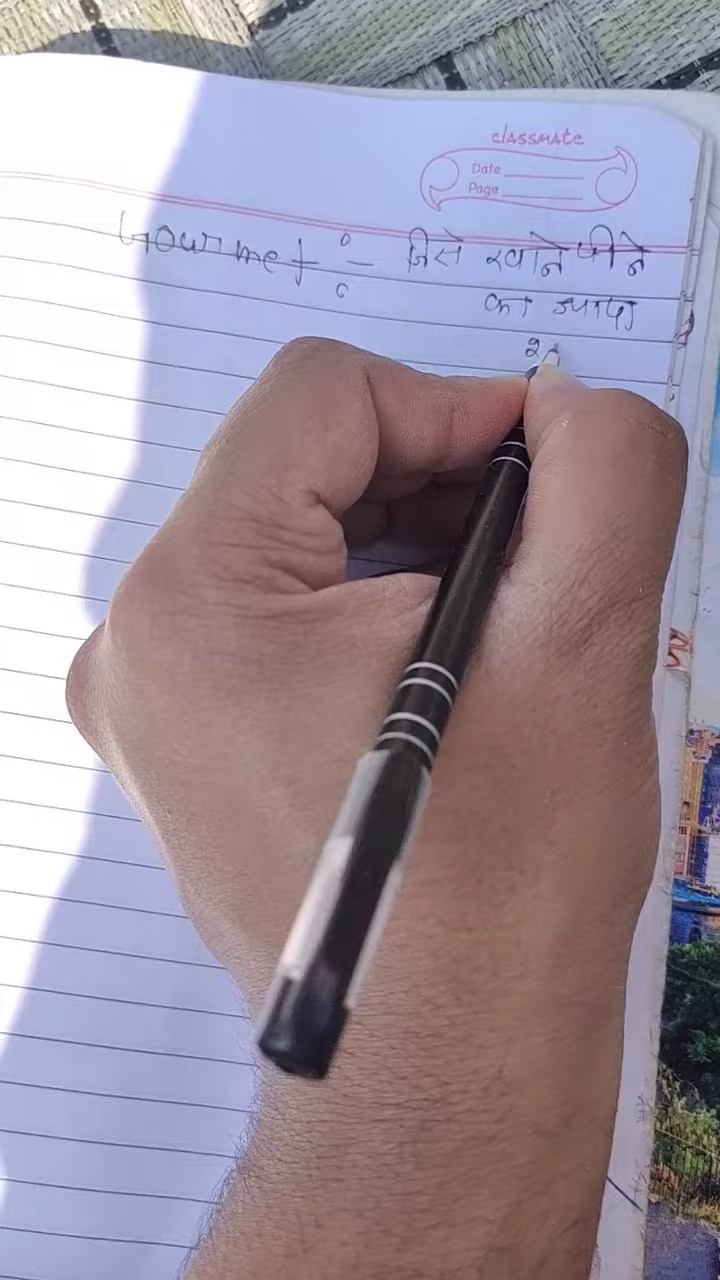 classmate
Date
Page
Gourmet :- जिसे खाने पीने
का ज्यादा